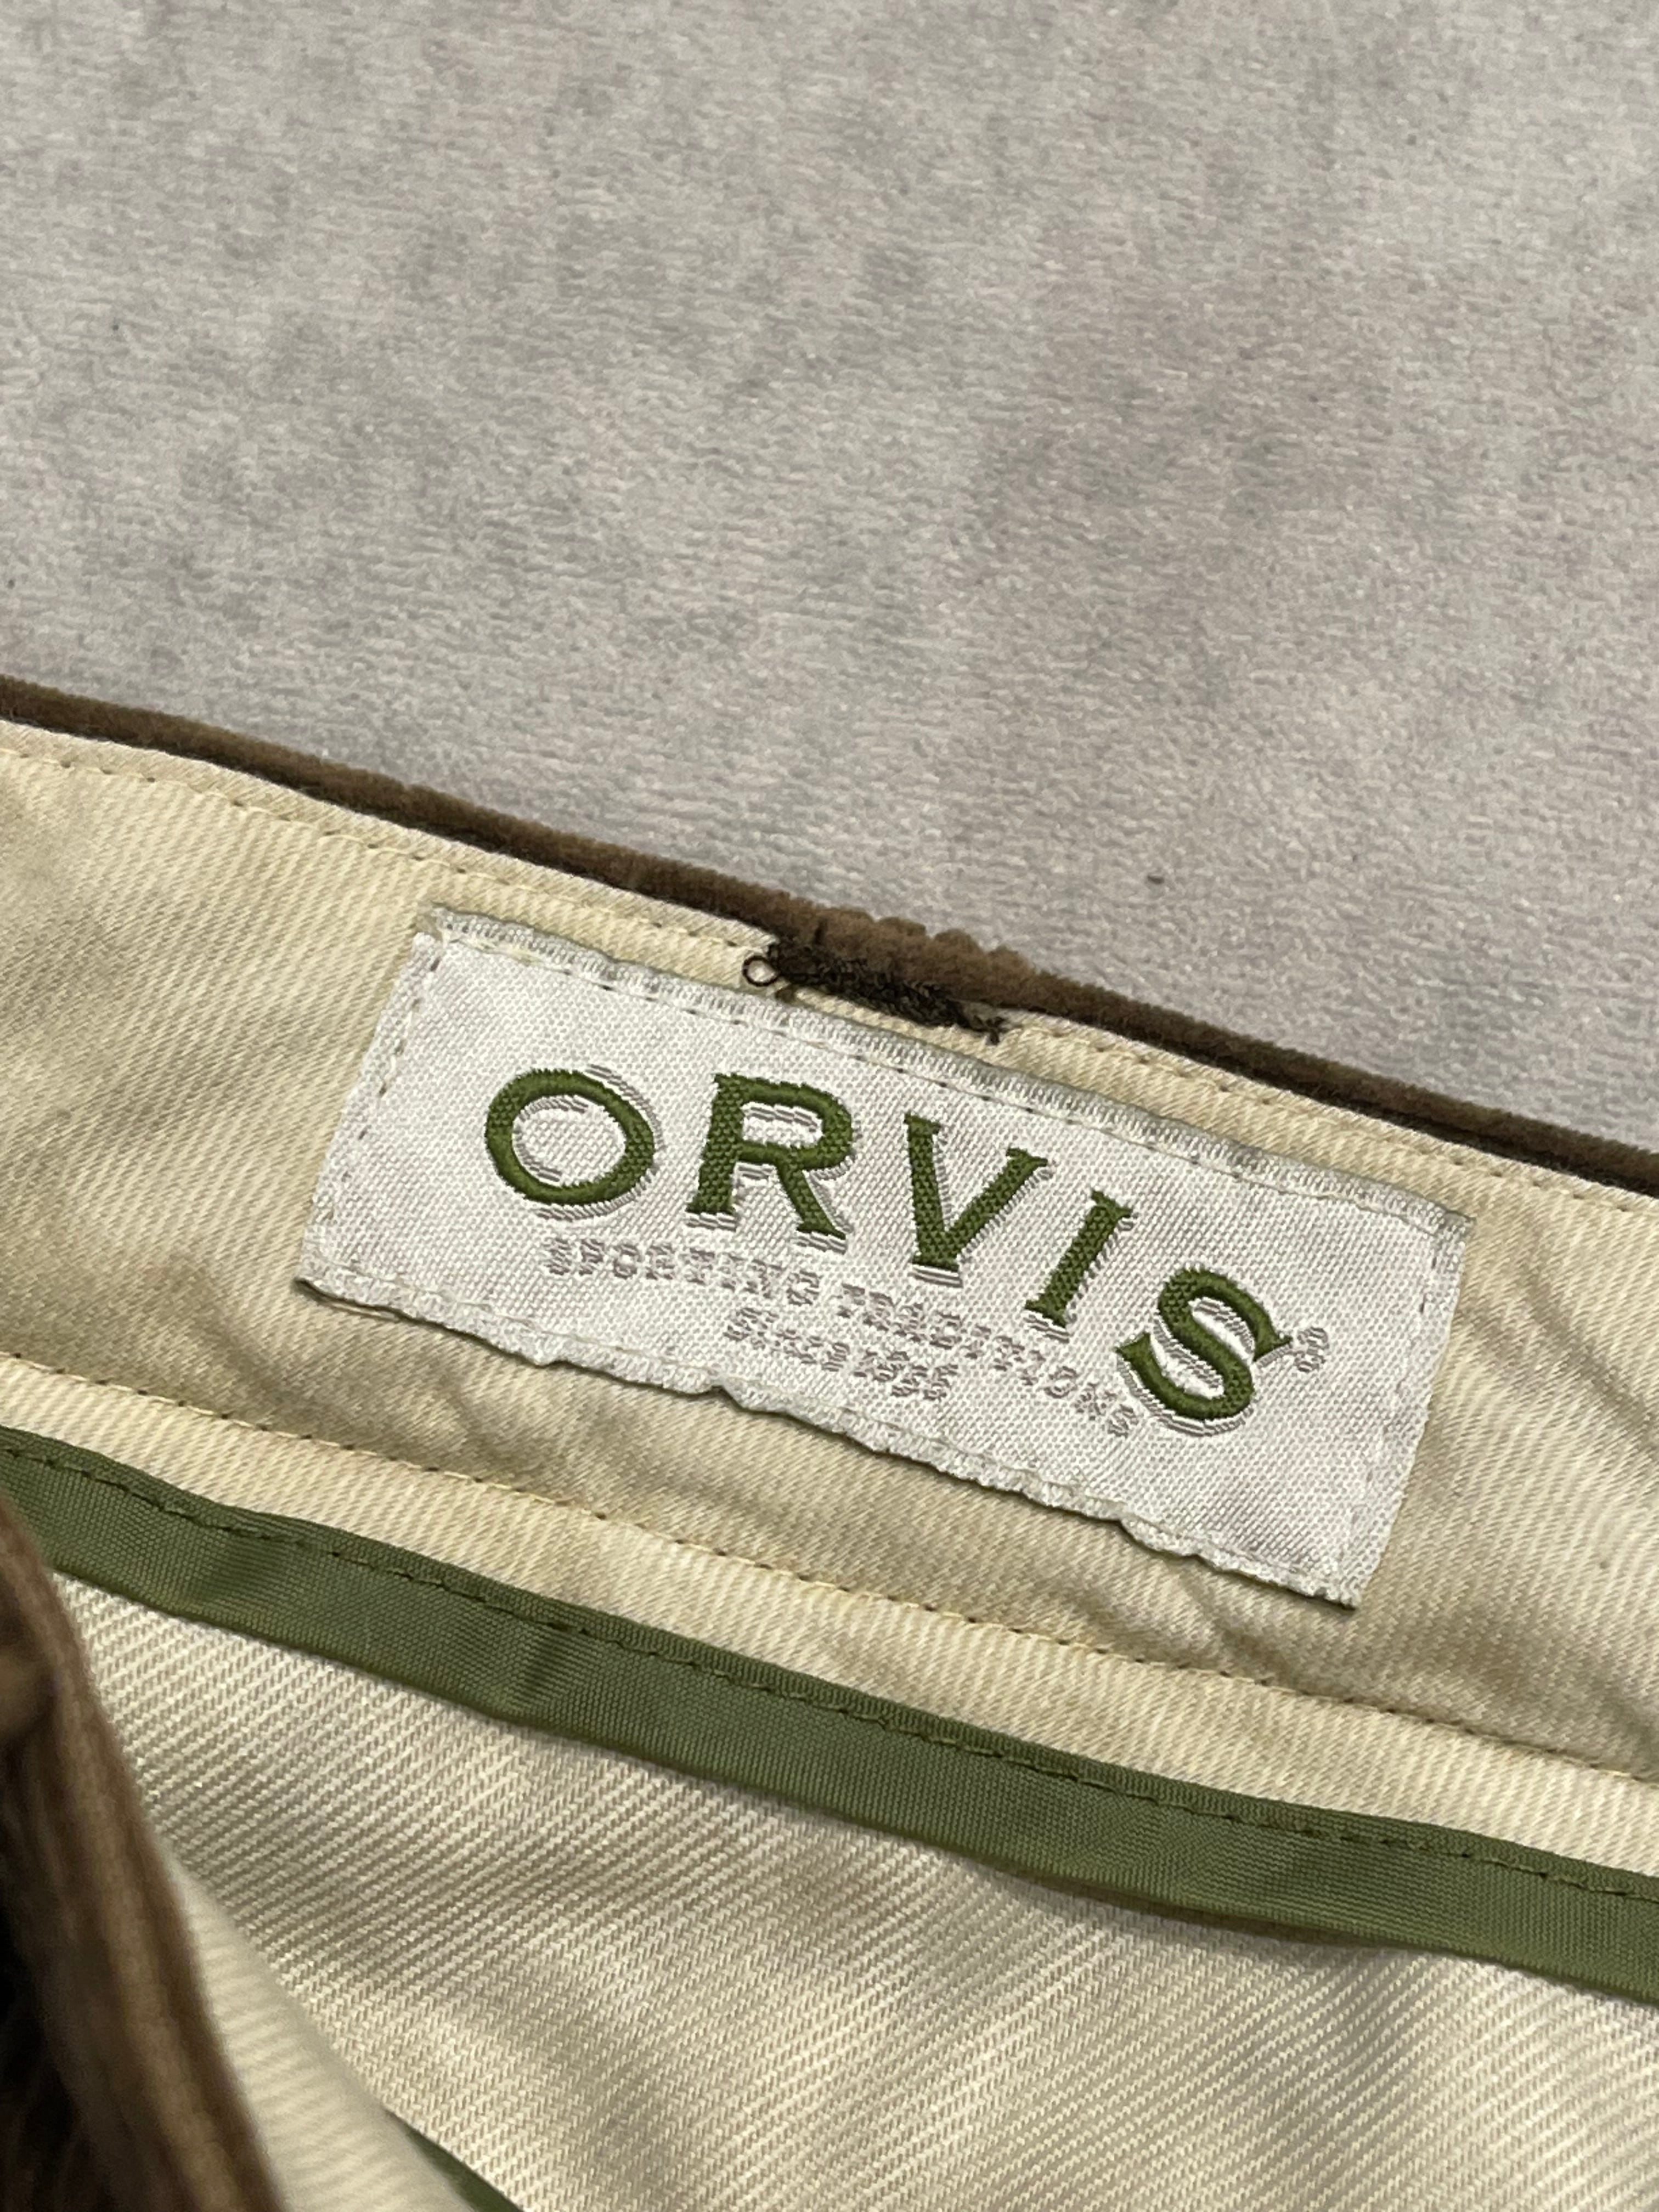 ORVIS®
SPORTING TRADITIONS
Since 1856